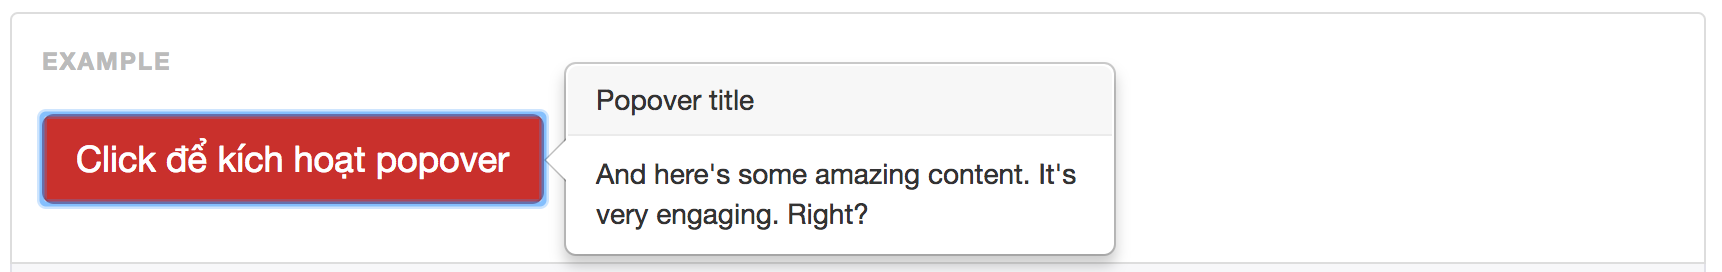 EXAMPLE
Click để kích hoạt popover
Popover title
And here's some amazing content. It's
very engaging. Right?